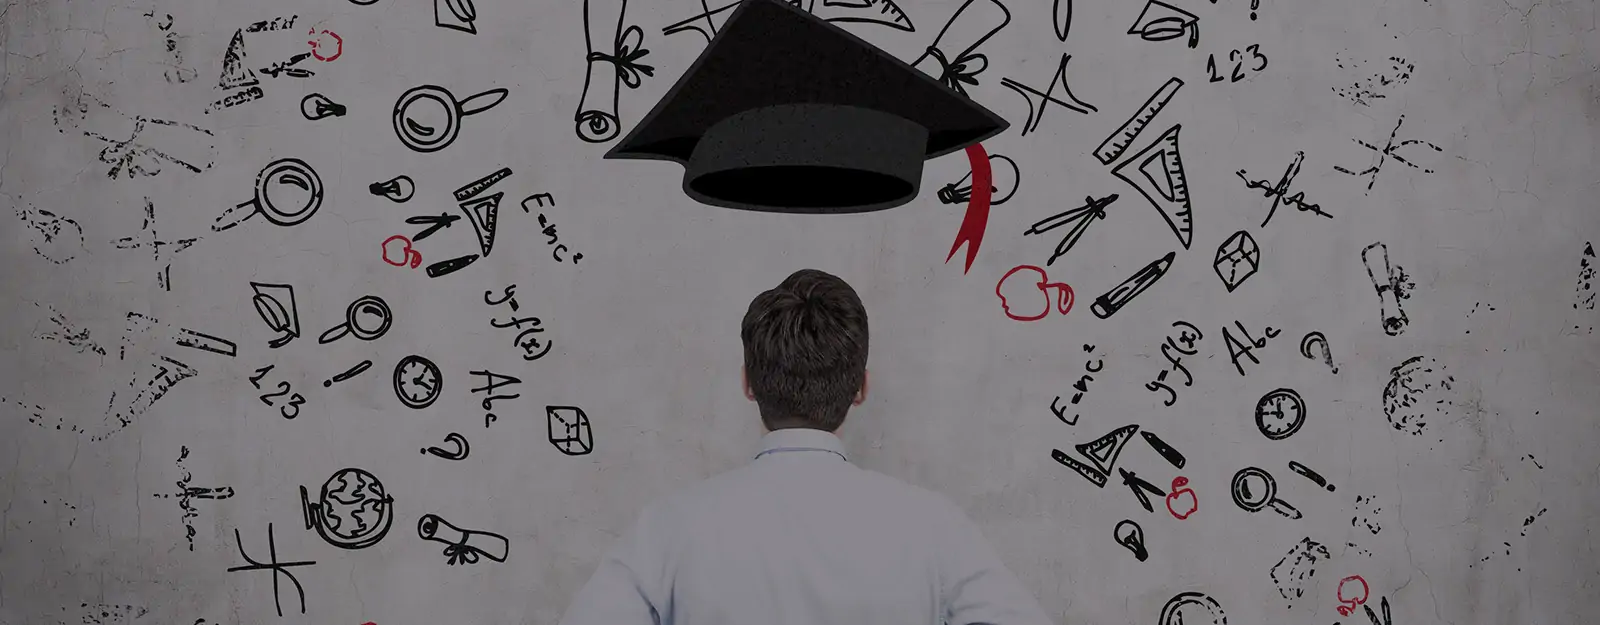 123
E=mc²
y=f(x)
123
Abc
E=mc²
y=f(x)
Abc